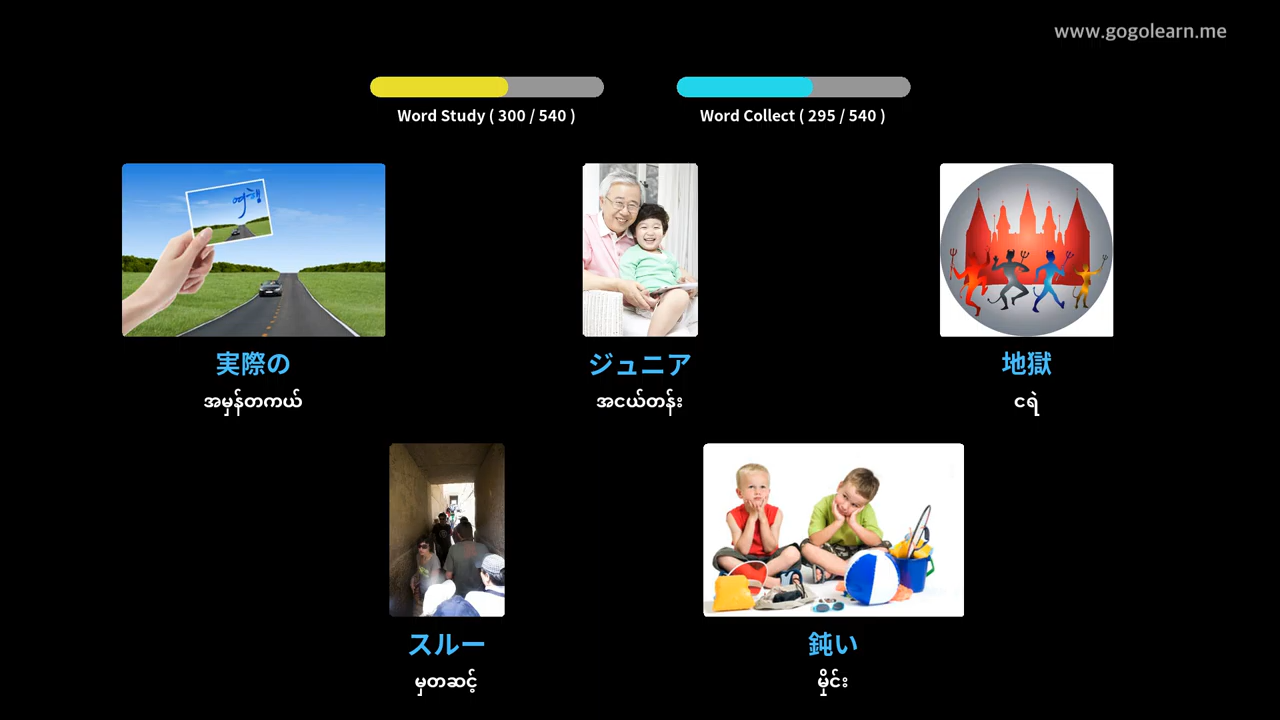 www.gogolearn.me
Word Study ( 300 / 540 )
Word Collect ( 295 / 540 )
여행
実際の
ジュニア
地獄
အမှန်တကယ်
အငယ်တန်း
ငရဲ
スルー
鈍い
မှတဆင့်
မှိုင်း